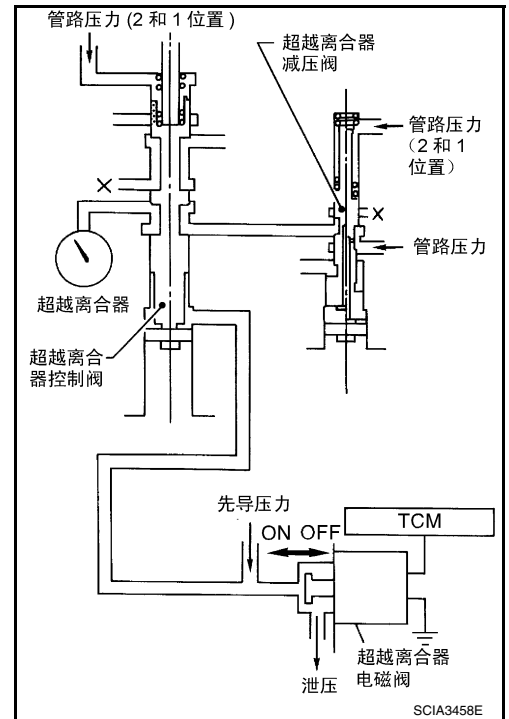 管路压力 (2 和 1 位置 )
超越离合器
减压阀
管路压力
（2 和 1
位置）
X
X
管路压力
超越离合器
超越离合
器控制阀
先导压力
ON OFF
TCM
超越离合器
电磁阀
泄压
SCIA3458E